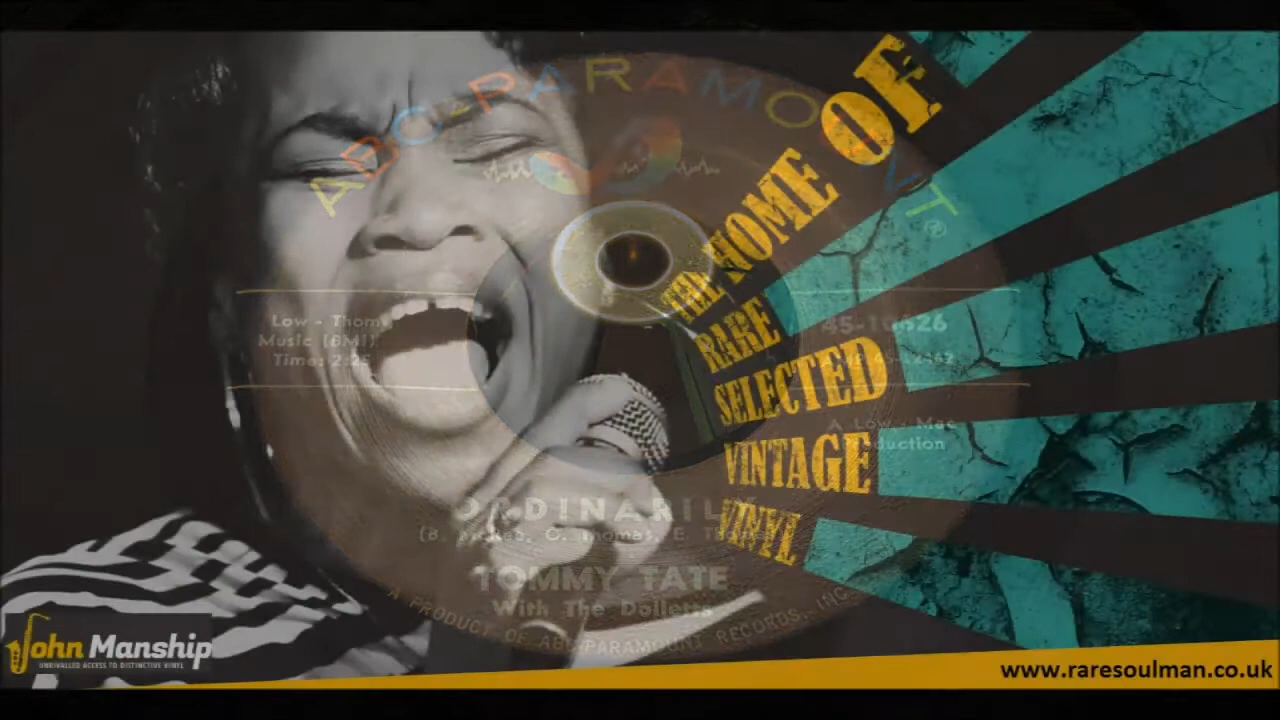 ABC-PARAMOUNT®
THE HOME OF
RARE
SELECTED
VINTAGE
VINYL
Low - Thom
Music (BMI)
Time: 2:25
45-10626
A Low - Mac
Production
ORDINARILY
TOMMY TATE
With The Dolletts
A PRODUCT OF ABC-PARAMOUNT RECORDS, INC.
John Manship
UNRIVALLED ACCESS TO DISTINCTIVE VINYL
www.raresoulman.co.uk